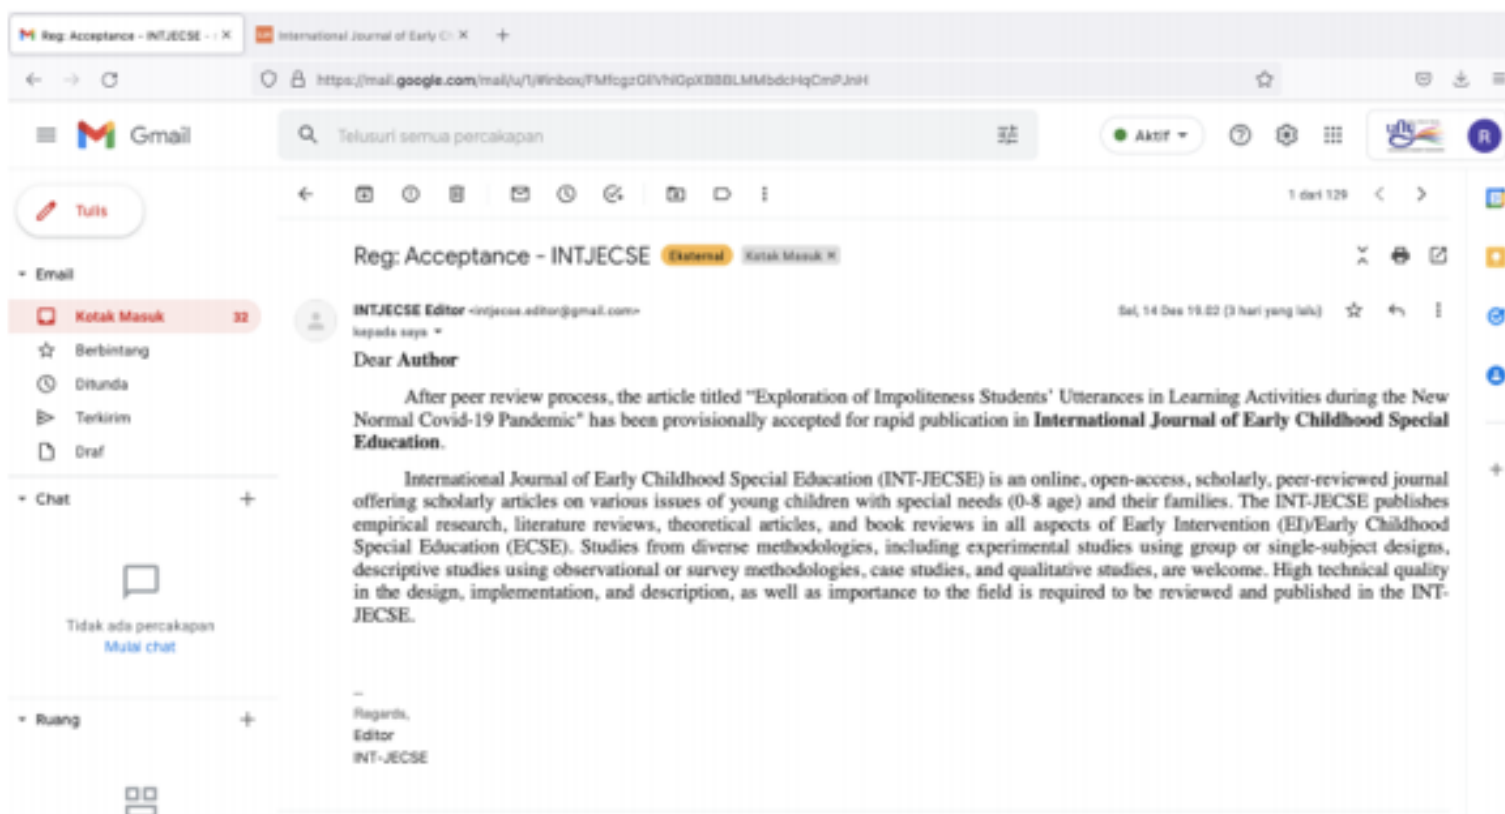 Reg: Acceptance - INTJECSE - 
International Journal of Early Ch
https://mail.google.com/mail/u/1/#inbox/
Gmail
Telusuri semua percakapan
Aktif
R
Tulis
1 dari 129
Reg: Acceptance - INTJECSE Eksternal Kotak Masuk ×
Email
Kotak Masuk 32
Berbintang
Ditunda
Terkirim
Draf
Chat
Tidak ada percakapan
Mulai chat
Ruang
INTJECSE Editor <intjecse.editor@gmail.com>
Sel, 14 Des 19.02 (3 hari yang lalu)
kepada saya
Dear Author
After peer review process, the article titled "Exploration of Impoliteness Students' Utterances in Learning Activities during the New
Normal Covid-19 Pandemic" has been provisionally accepted for rapid publication in International Journal of Early Childhood Special
Education.
International Journal of Early Childhood Special Education (INT-JECSE) is an online, open-access, scholarly, peer-reviewed journal
offering scholarly articles on various issues of young children with special needs (0-8 age) and their families. The INT-JECSE publishes
empirical research, literature reviews, theoretical articles, and book reviews in all aspects of Early Intervention (EI)/Early Childhood
Special Education (ECSE). Studies from diverse methodologies, including experimental studies using group or single-subject designs,
descriptive studies using observational or survey methodologies, case studies, and qualitative studies, are welcome. High technical quality
in the design, implementation, and description, as well as importance to the field is required to be reviewed and published in the INT-
JECSE.
--
Regards,
Editor
INT-JECSE